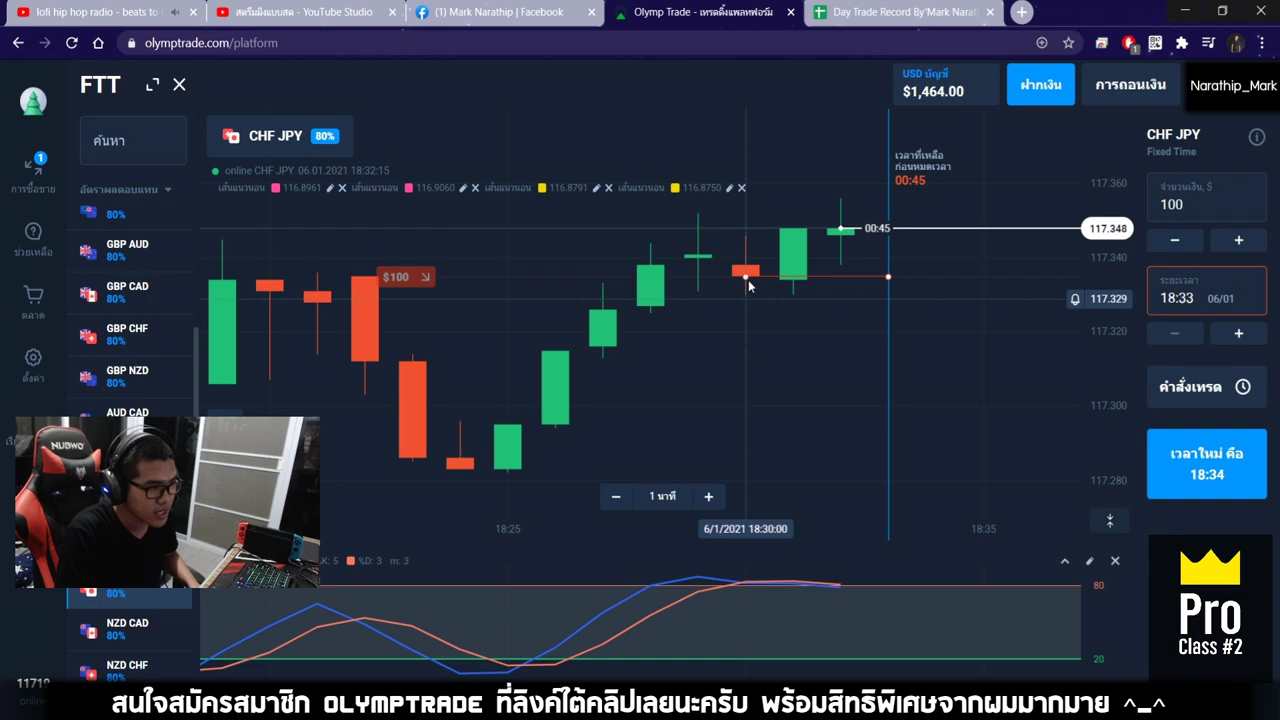 lofi hip hop radio - beats to
สตรีมมิงแบบสด - YouTube Studio
(1) Mark Narathip | Facebook
Olymp Trade - เทรดดิ้งแพลทฟอร์ม
Day Trade Record By Mark Narat
olymptrade.com/platform
FTT
USD บัญชี
$1,464.00
ฝากเงิน
การถอนเงิน
Narathip_Mark
ค้นหา
CHF JPY 80%
online CHF JPY 06.01.2021 18:32:15
เส้นแนวนอน 116.8961 เส้นแนวนอน 116.9060 เส้นแนวนอน 116.8791 เส้นแนวนอน 116.8750
เวลาที่เหลือ
ก่อนหมดเวลา
00:45
CHF JPY
Fixed Time
1
การซื้อขาย
ช่วยเหลือ
ตลาด
ตั้งค่า
อัตราผลตอบแทน
80%
GBP AUD
80%
GBP CAD
80%
GBP CHF
80%
GBP NZD
80%
AUD CAD
80%
NZD CAD
80%
NZD CHF
$100
00:45
117.360
117.348
117.340
117.329
117.320
117.300
117.280
จำนวนเงิน, $
100
ระยะเวลา
18:33 06/01
คำสั่งเทรด
เวลาใหม่ คือ
18:34
1 นาที
18:25
6/1/2021 18:30:00
18:35
K: 5 %D: 3 m: 3
80
20
NUBWO
Pro
Class #2
สนใจสมัครสมาชิก OLYMPTRADE ที่ลิงค์ใต้คลิปเลยนะครับ พร้อมสิทธิพิเศษจากผมมากมาย ^_^